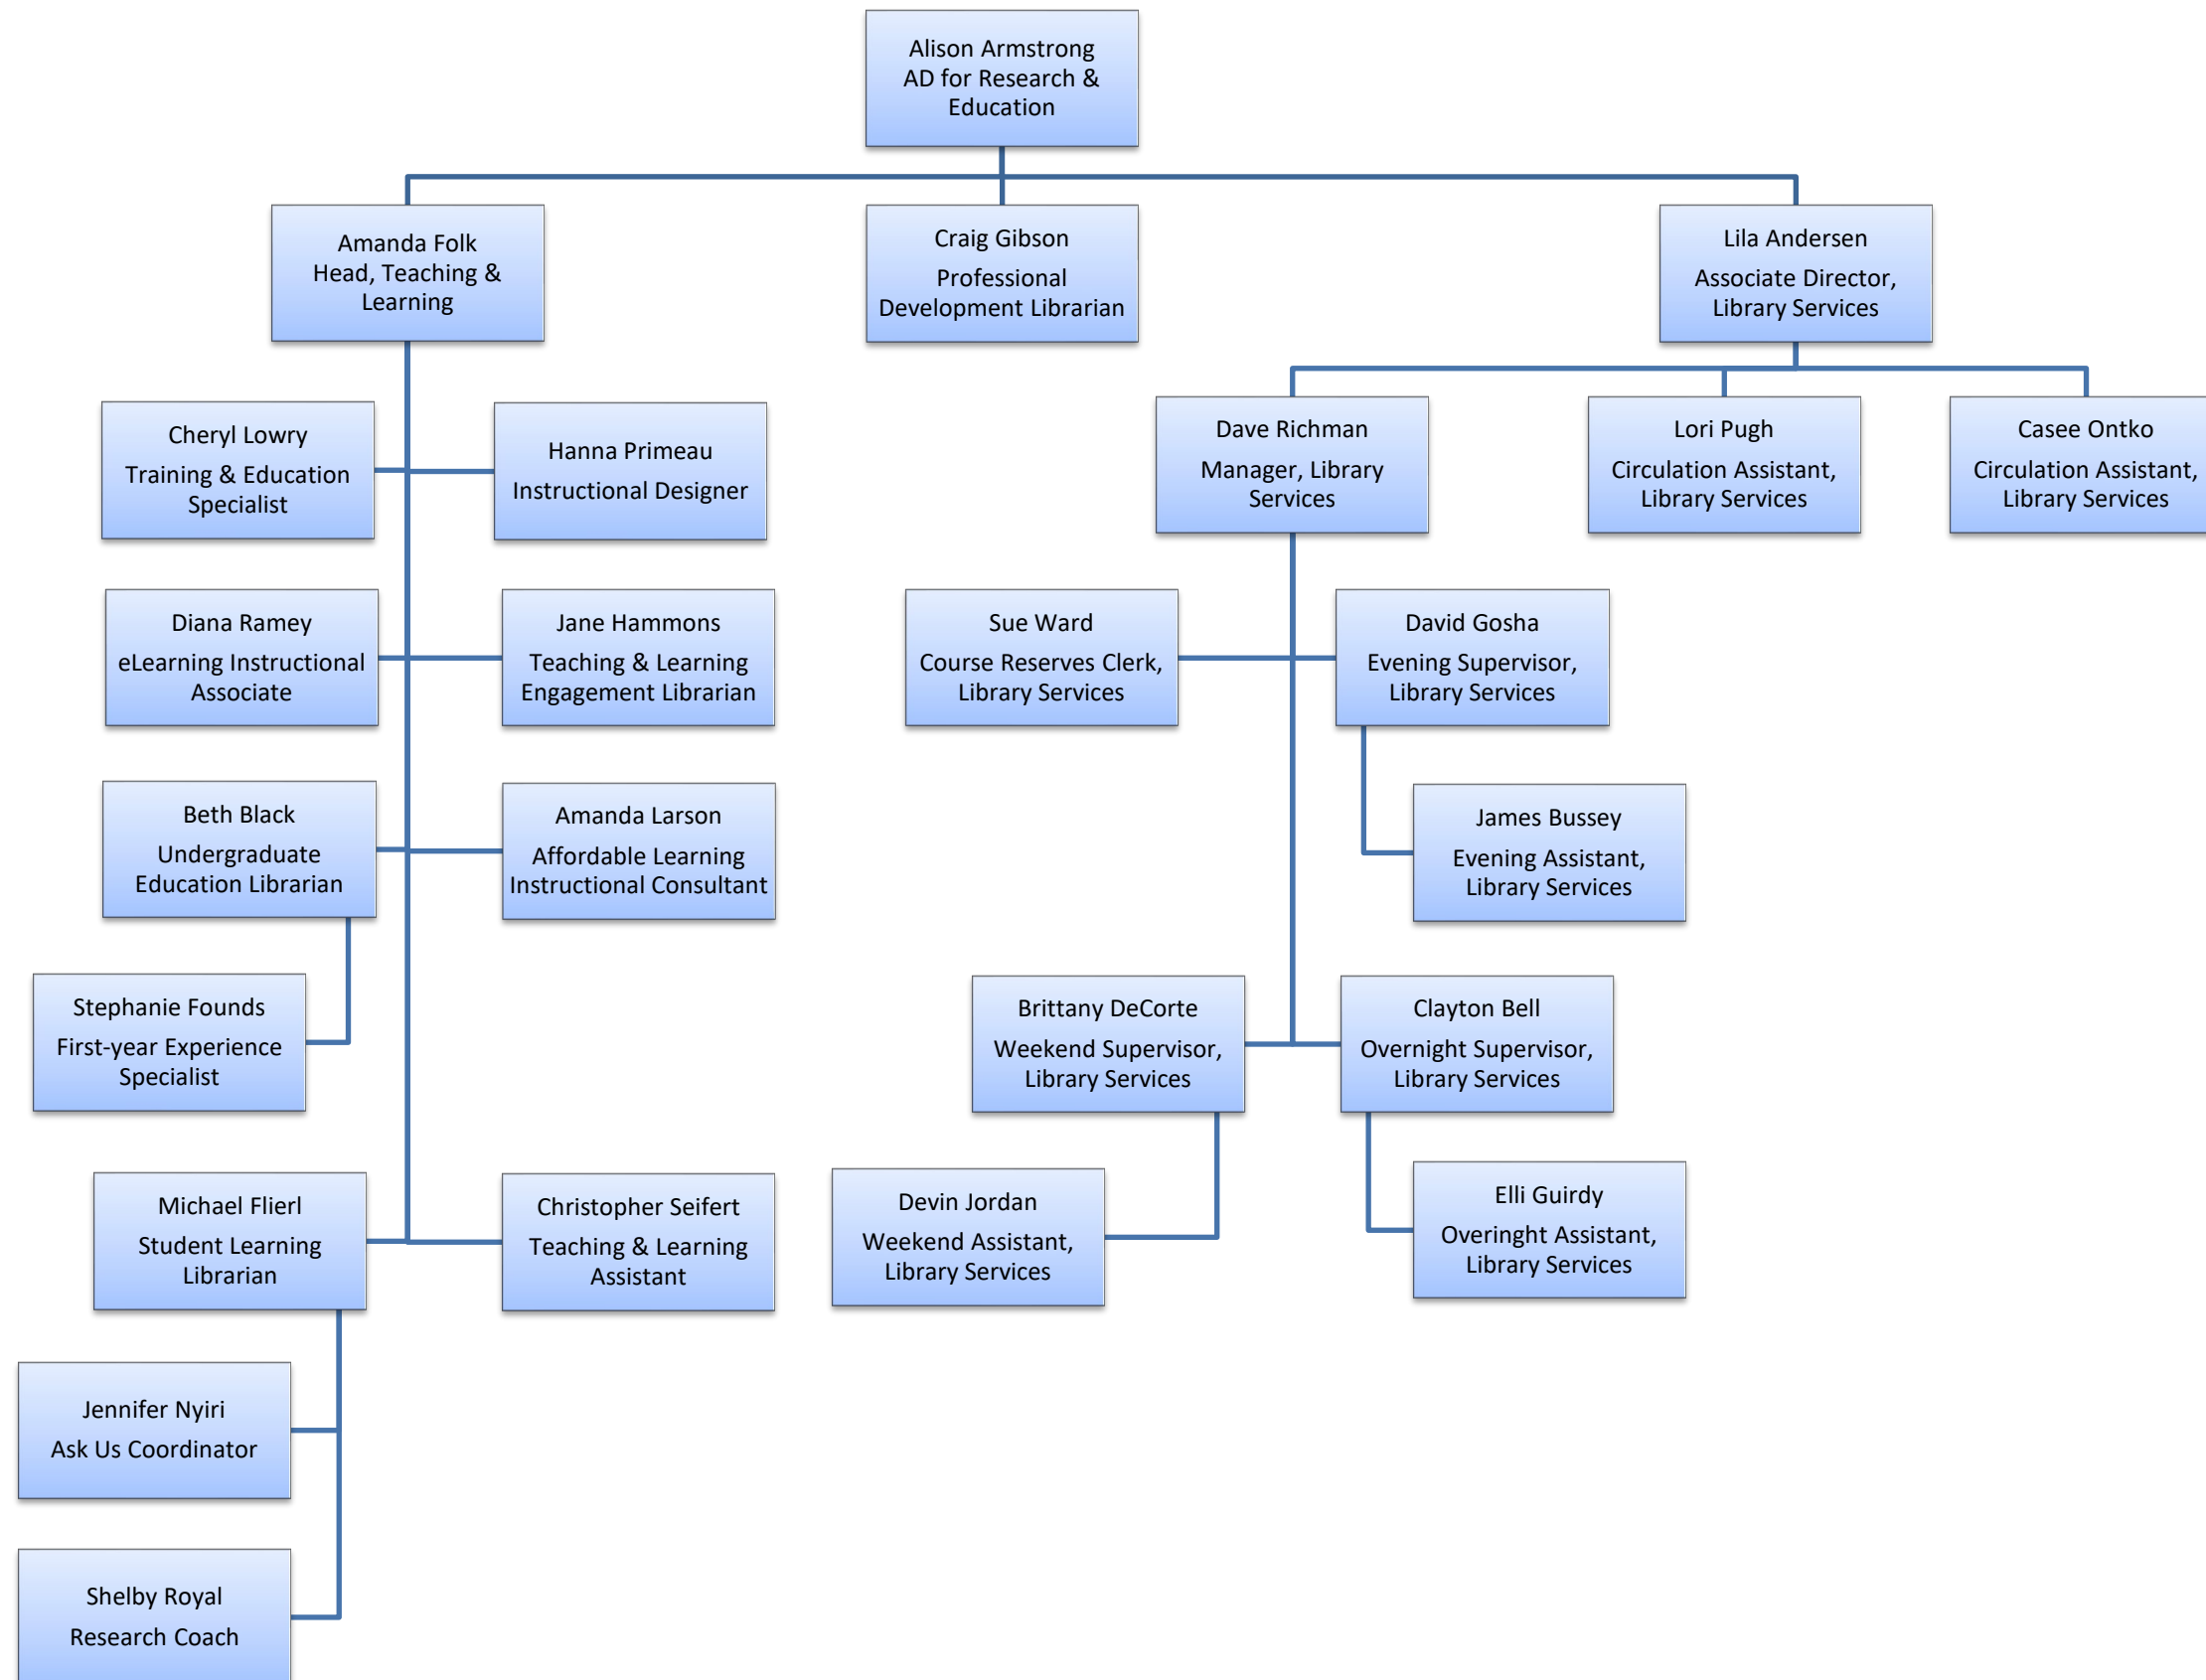 Alison Armstrong
AD for Research &
Education
Amanda Folk
Head, Teaching &
Learning
Craig Gibson
Professional
Development Librarian
Lila Andersen
Associate Director,
Library Services
Cheryl Lowry
Training & Education
Specialist
Hanna Primeau
Instructional Designer
Dave Richman
Manager, Library
Services
Lori Pugh
Circulation Assistant,
Library Services
Casee Ontko
Circulation Assistant,
Library Services
Diana Ramey
eLearning Instructional
Associate
Jane Hammons
Teaching & Learning
Engagement Librarian
Sue Ward
Course Reserves Clerk,
Library Services
David Gosha
Evening Supervisor,
Library Services
Beth Black
Undergraduate
Education Librarian
Amanda Larson
Affordable Learning
Instructional Consultant
James Bussey
Evening Assistant,
Library Services
Stephanie Founds
First-year Experience
Specialist
Brittany DeCorte
Weekend Supervisor,
Library Services
Clayton Bell
Overnight Supervisor,
Library Services
Michael Flierl
Student Learning
Librarian
Christopher Seifert
Teaching & Learning
Assistant
Devin Jordan
Weekend Assistant,
Library Services
Elli Guirdy
Overinght Assistant,
Library Services
Jennifer Nyiri
Ask Us Coordinator
Shelby Royal
Research Coach